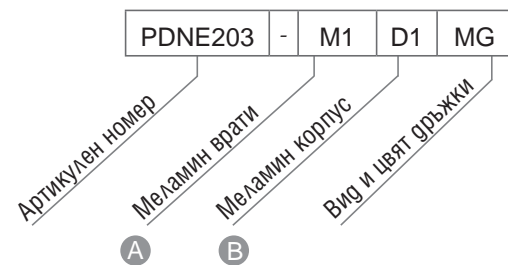 PDNE203 - M1 D1 MG
Артикулен номер
Меламин врати
Меламин корпус
Вид и цвят дръжки
A
B